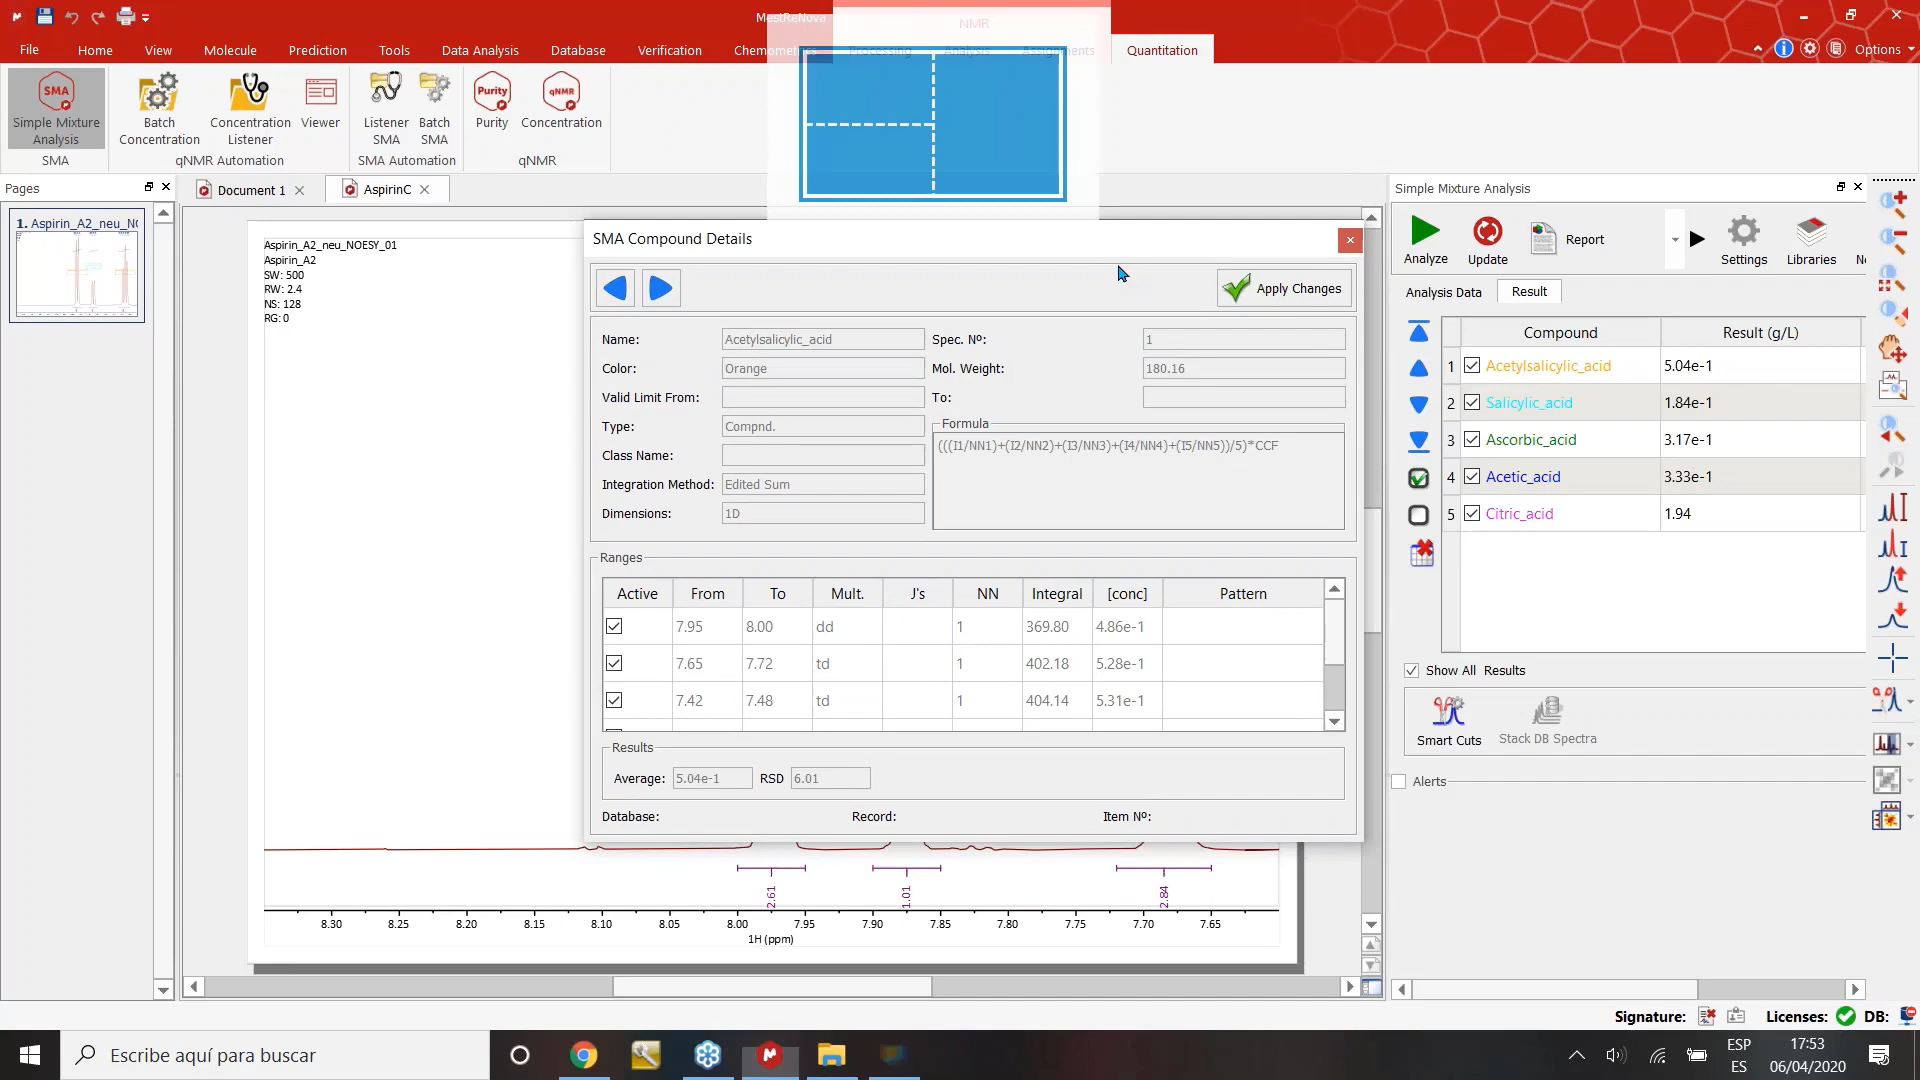 MestReNova
NMR
File
Home
View
Molecule
Prediction
Tools
Data Analysis
Database
Verification
Processing
Analysis
Assignments
Quantitation
Options
SMA
Simple Mixture
Analysis
SMA
Batch
Concentration
Concentration
Listener
Viewer
qNMR Automation
Listener
SMA
Batch
SMA
SMA Automation
Purity
Purity
qNMR
Concentration
qNMR
Pages
1. Aspirin_A2_neu_NO
Document 1
AspirinC
Aspirin_A2_neu_NOESY_01
Aspirin_A2
SW: 500
RW: 2.4
NS: 128
RG: 0
SMA Compound Details
Apply Changes
Name: Acetylsalicylic_acid Spec. Nº: 1
Color: Orange Mol. Weight: 180.16
Valid Limit From: To:
Type: Compnd. Formula
(((I1/NN1)+(I2/NN2)+(I3/NN3)+(I4/NN4)+(I5/NN5))/5)*CCF
Class Name:
Integration Method: Edited Sum
Dimensions: 1D
Ranges
Active From To Mult. J's NN Integral [conc] Pattern
7.95 8.00 dd 1 369.80 4.86e-1
7.65 7.72 td 1 402.18 5.28e-1
7.42 7.48 td 1 404.14 5.31e-1
Results
Average: 5.04e-1 RSD 6.01
Database: Record: Item Nº:
2.61 1.01 2.84
8.30 8.25 8.20 8.15 8.10 8.05 8.00 7.95 7.90 7.85 7.80 7.75 7.70 7.65
1H (ppm)
Simple Mixture Analysis
Analyze
Update
Report
Settings
Libraries
Analysis Data
Result
Compound Result (g/L)
1 Acetylsalicylic_acid 5.04e-1
2 Salicylic_acid 1.84e-1
3 Ascorbic_acid 3.17e-1
4 Acetic_acid 3.33e-1
5 Citric_acid 1.94
Show All Results
Smart Cuts
Stack DB Spectra
Alerts
Signature: Licenses: DB:
Escribe aquí para buscar
ESP
ES
17:53
06/04/2020